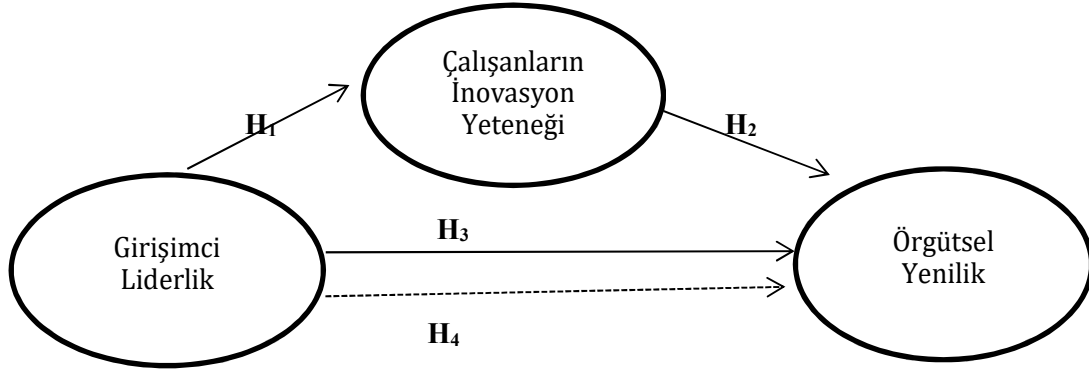 Çalışanların
İnovasyon
Yeteneği
H₁
H₂
Girişimci
Liderlik
H₃
Örgütsel
Yenilik
H₄